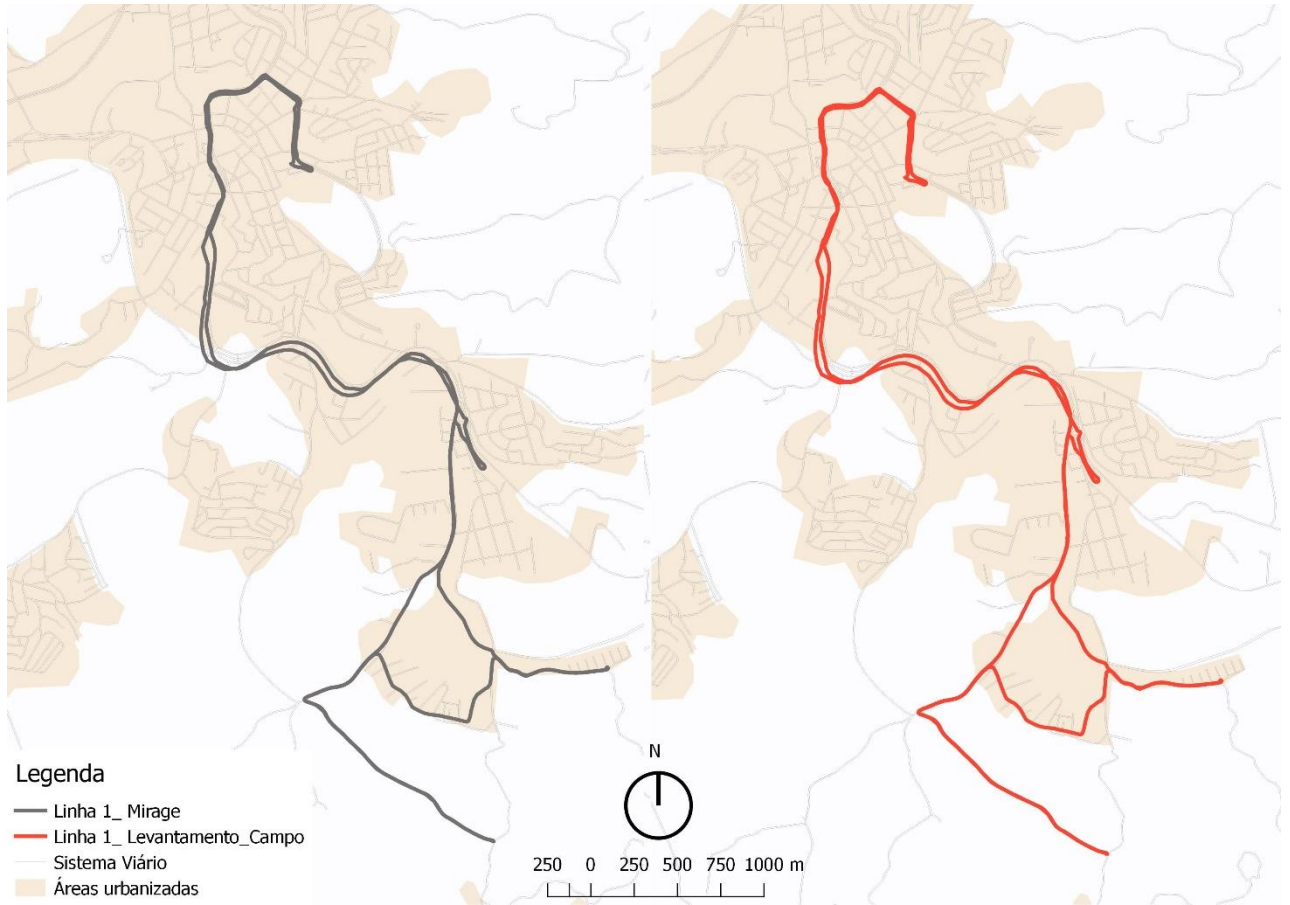 Legenda
Linha 1_ Mirage
Linha 1_ Levantamento_Campo
Sistema Viário
Áreas urbanizadas
N
250 0 250 500 750 1000 m